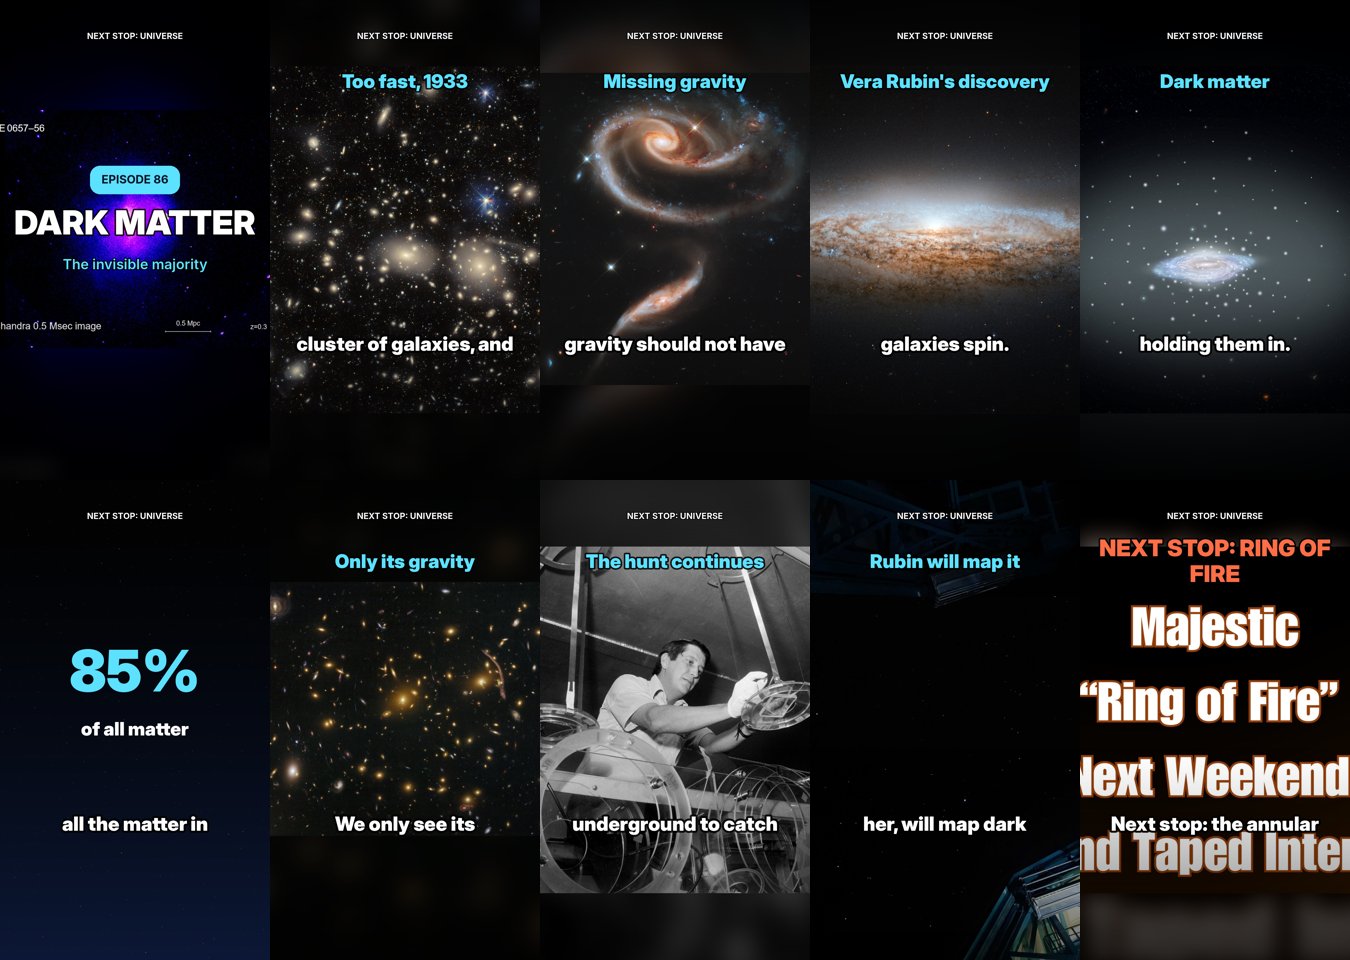 NEXT STOP: UNIVERSE
E 0657–56
EPISODE 86
DARK MATTER
The invisible majority
handra 0.5 Msec image
0.5 Mpc
z=0.3
NEXT STOP: UNIVERSE
Too fast, 1933
cluster of galaxies, and
NEXT STOP: UNIVERSE
Missing gravity
gravity should not have
NEXT STOP: UNIVERSE
Vera Rubin's discovery
galaxies spin.
NEXT STOP: UNIVERSE
Dark matter
holding them in.
NEXT STOP: UNIVERSE
85%
of all matter
all the matter in
NEXT STOP: UNIVERSE
Only its gravity
We only see its
NEXT STOP: UNIVERSE
The hunt continues
underground to catch
NEXT STOP: UNIVERSE
Rubin will map it
her, will map dark
NEXT STOP: UNIVERSE
NEXT STOP: RING OF
FIRE
Majestic
“Ring of Fire”
Next Weekend
Next stop: the annular
nd Taped Inter